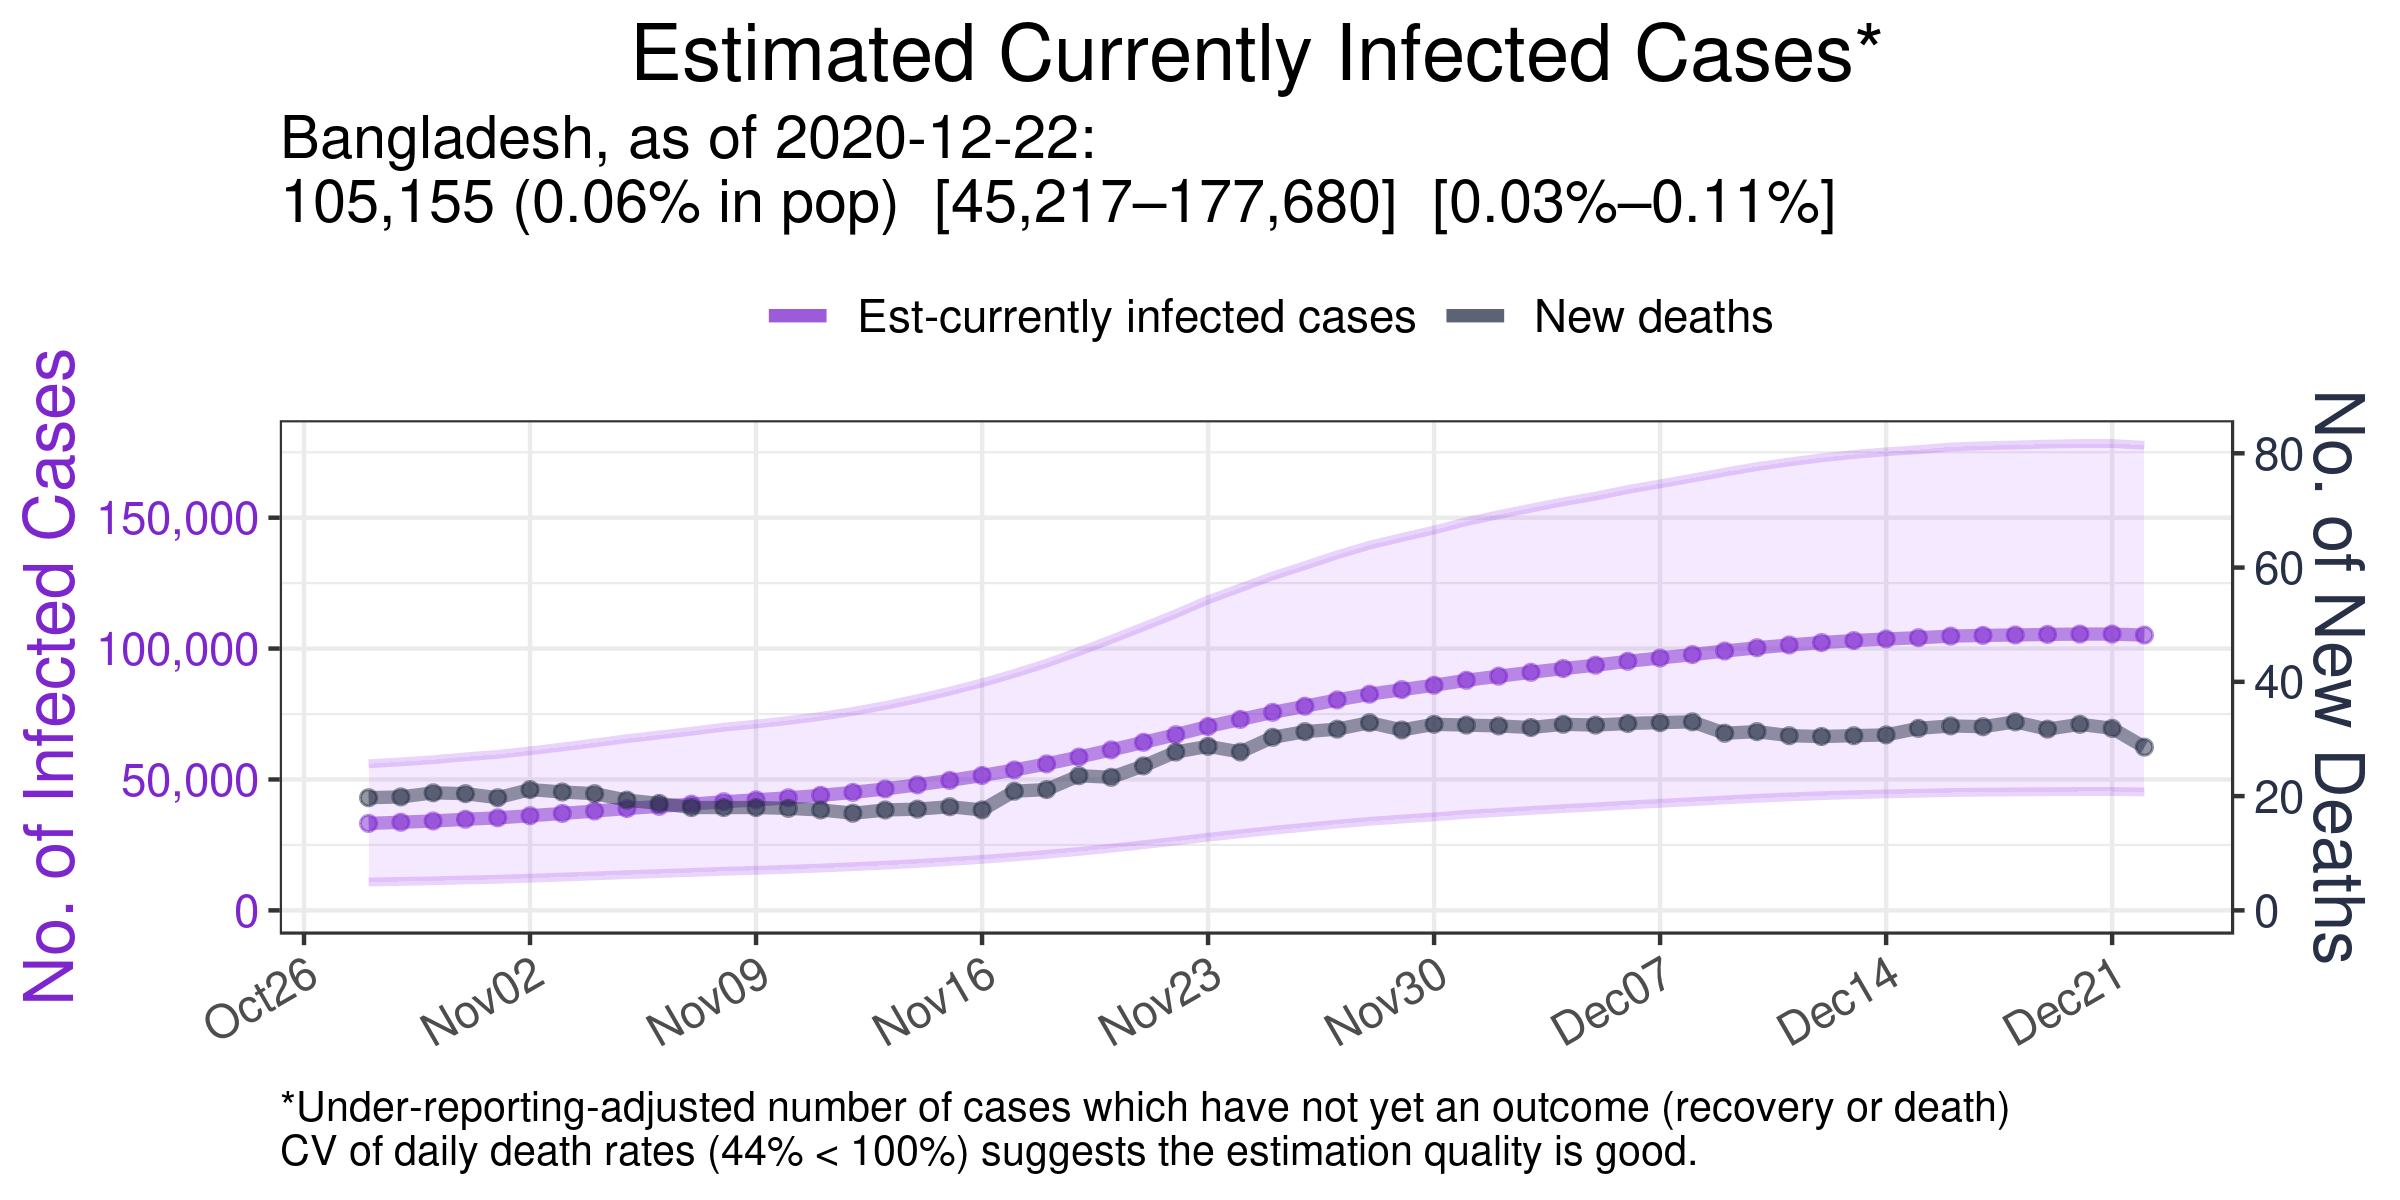 Estimated Currently Infected Cases*
Bangladesh, as of 2020-12-22:
105,155 (0.06% in pop)  [45,217–177,680]  [0.03%–0.11%]
Est-currently infected cases
New deaths
No. of Infected Cases
150,000
100,000
50,000
0
80
60
40
20
0
No. of New Deaths
Oct26
Nov02
Nov09
Nov16
Nov23
Nov30
Dec07
Dec14
Dec21
*Under-reporting-adjusted number of cases which have not yet an outcome (recovery or death)
CV of daily death rates (44% < 100%) suggests the estimation quality is good.